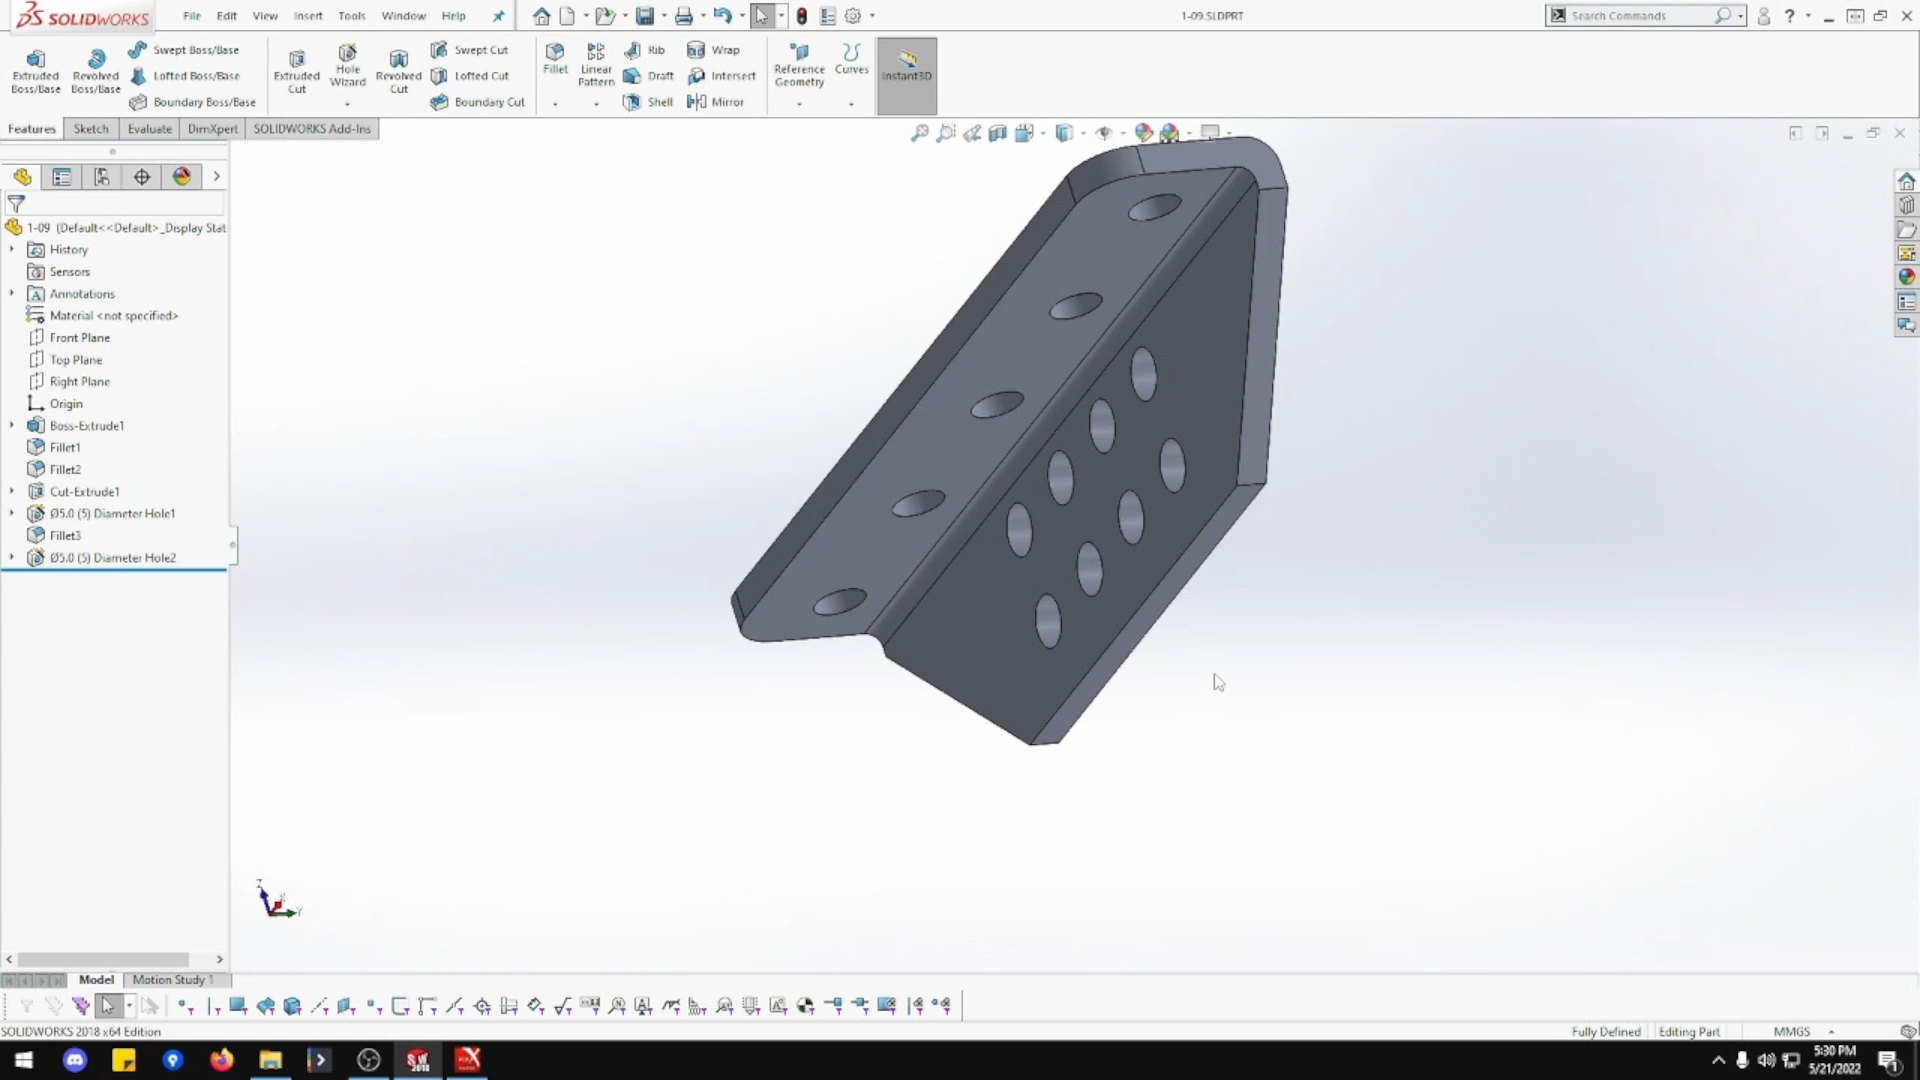 SOLIDWORKS File Edit View Insert Tools Window Help 1-09.SLDPRT Search Commands
Extruded Boss/Base
Revolved Boss/Base
Swept Boss/Base
Lofted Boss/Base
Boundary Boss/Base
Extruded Cut
Hole Wizard
Revolved Cut
Swept Cut
Lofted Cut
Boundary Cut
Fillet
Linear Pattern
Rib
Draft
Shell
Wrap
Intersect
Mirror
Reference Geometry
Curves
Instant3D
Features Sketch Evaluate DimXpert SOLIDWORKS Add-Ins
1-09 (Default<<Default>_Display Stat
History
Sensors
Annotations
Material <not specified>
Front Plane
Top Plane
Right Plane
Origin
Boss-Extrude1
Fillet1
Fillet2
Cut-Extrude1
Ø5.0 (5) Diameter Hole1
Fillet3
Ø5.0 (5) Diameter Hole2
Z
Y
Model Motion Study 1
SOLIDWORKS 2018 x64 Edition Fully Defined Editing Part MMGS
5:30 PM
5/21/2022